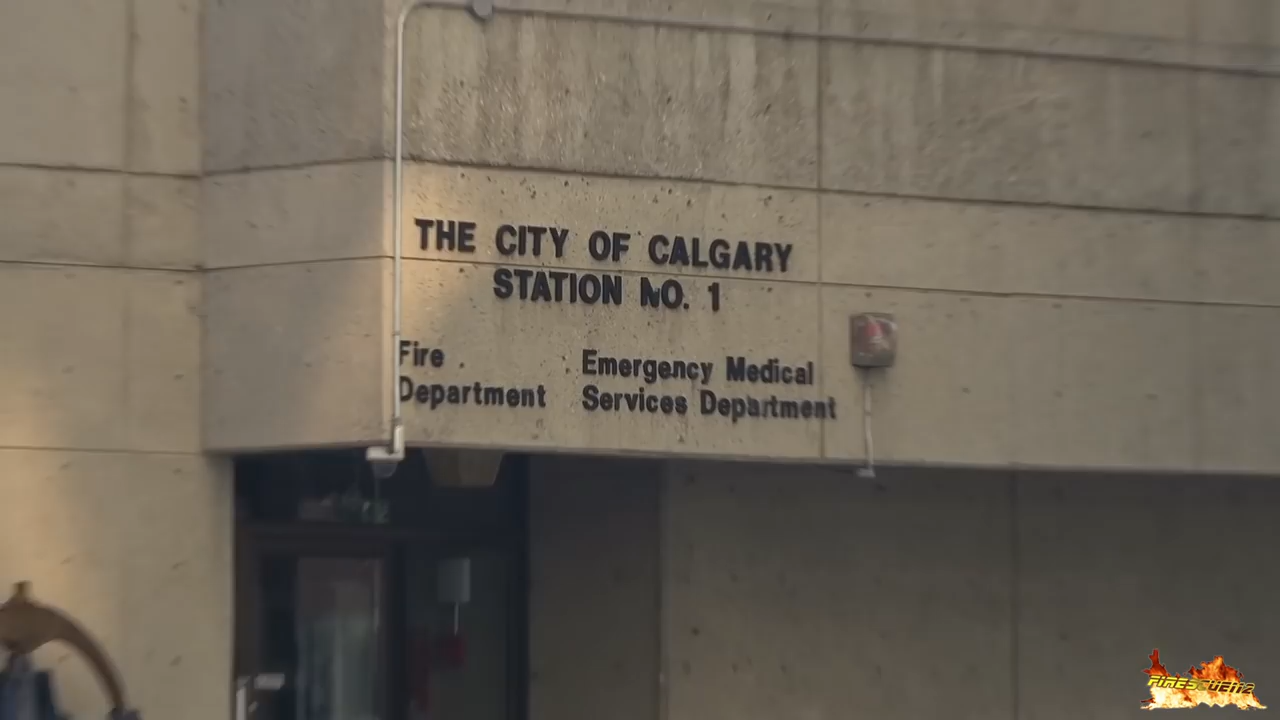 THE CITY OF CALGARY
STATION NO. 1
Fire
Department
Emergency Medical
Services Department